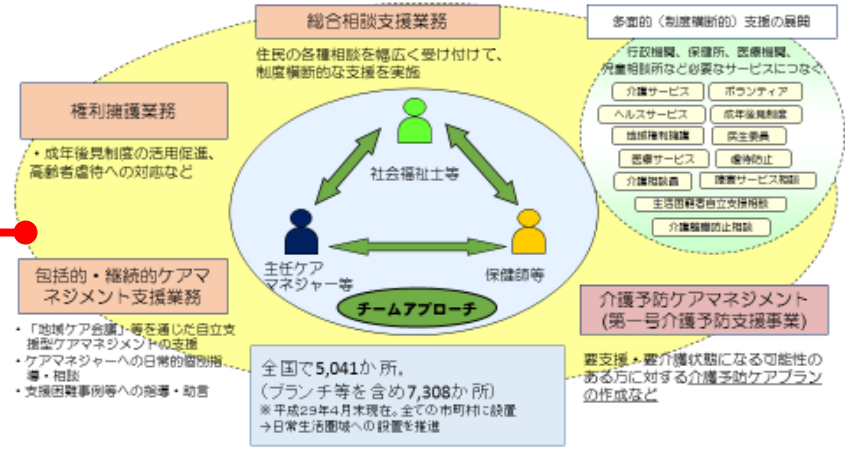 総合相談支援業務
住民の各種相談を幅広く受け付けて、
制度横断的な支援を実施
多面的（制度横断的）支援の展開
行政機関、保健所、医療機関、
児童相談所など必要なサービスにつなぐ
介護サービス
ボランティア
ヘルスサービス
成年後見制度
地域権利擁護
民生委員
医療サービス
虐待防止
介護相談員
障害サービス相談
生活困窮者自立支援相談
介護離職防止相談
権利擁護業務
・成年後見制度の活用促進、
高齢者虐待への対応など
社会福祉士等
主任ケア
マネジャー等
保健師等
チームアプローチ
包括的・継続的ケアマ
ネジメント支援業務
・「地域ケア会議」等を通じた自立支
援型ケアマネジメントの支援
・ケアマネジャーへの日常的個別指
導・相談
・支援困難事例等への指導・助言
全国で5,041か所。
（ブランチ等を含め7,308か所）
※平成29年4月末現在。全ての市町村に設置
→日常生活圏域への設置を推進
介護予防ケアマネジメント
(第一号介護予防支援事業)
要支援・要介護状態になる可能性の
ある方に対する介護予防ケアプラン
の作成など